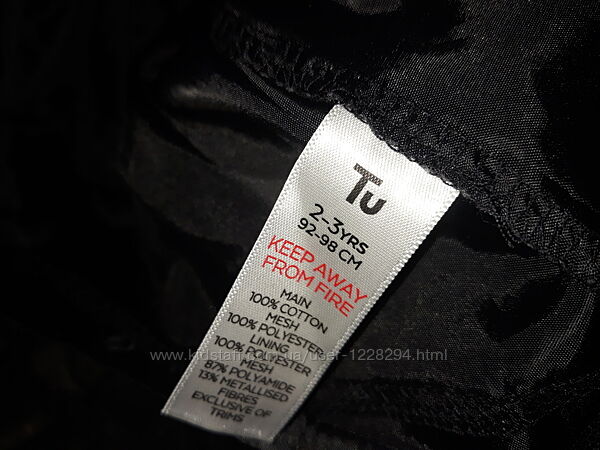 Tu
2-3YRS
92-98 CM
KEEP AWAY
FROM FIRE
MAIN
100% COTTON
MESH
100% POLYESTER
LINING
100% POLYESTER
MESH
87% POLYAMIDE
13% METALLISED
FIBRES
EXCLUSIVE OF
TRIMS
www.kidstaff.com.ua/user-1228294.html